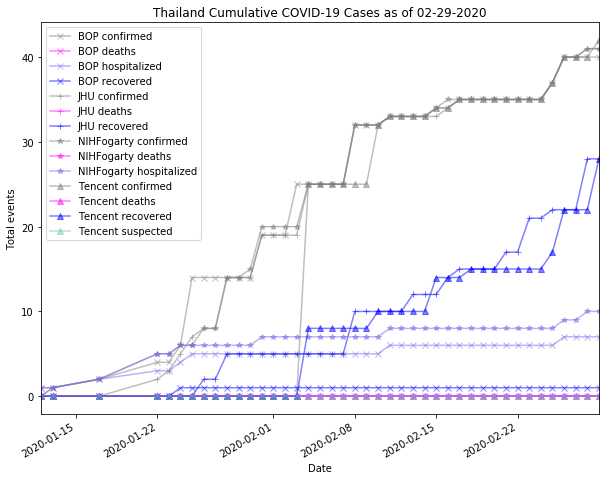 Thailand Cumulative COVID-19 Cases as of 02-29-2020
BOP confirmed
BOP deaths
BOP hospitalized
BOP recovered
JHU confirmed
JHU deaths
JHU recovered
NIHFogarty confirmed
NIHFogarty deaths
NIHFogarty hospitalized
Tencent confirmed
Tencent deaths
Tencent recovered
Tencent suspected
Total events
40
30
20
10
0
2020-01-15
2020-01-22
2020-02-01
2020-02-08
2020-02-15
2020-02-22
Date